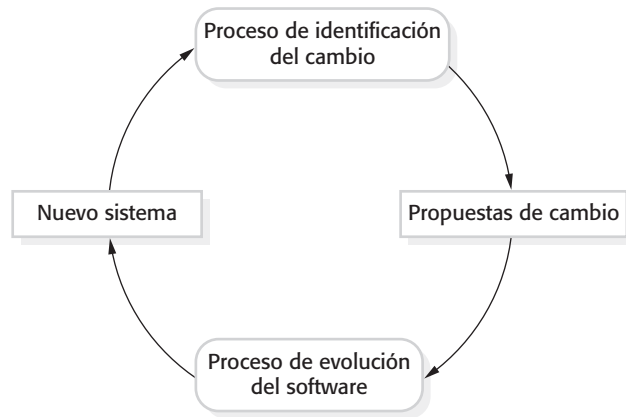 Proceso de identificación
del cambio
Nuevo sistema
Propuestas de cambio
Proceso de evolución
del software